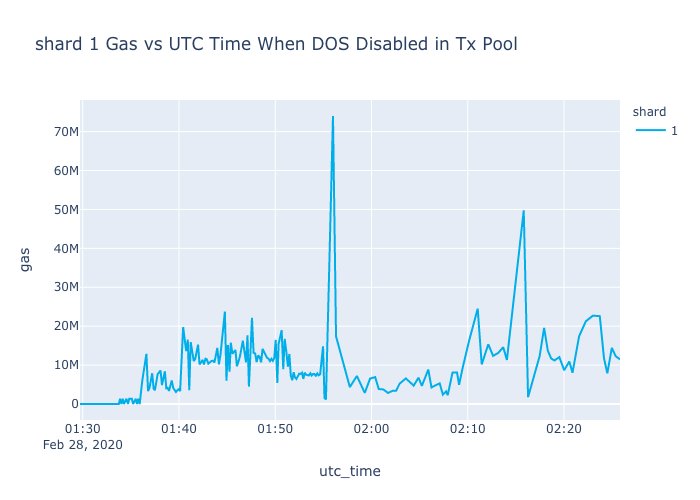 shard 1 Gas vs UTC Time When DOS Disabled in Tx Pool
shard
1
70M
60M
50M
40M
30M
20M
10M
0
gas
01:30 01:40 01:50 02:00 02:10 02:20
Feb 28, 2020
utc_time